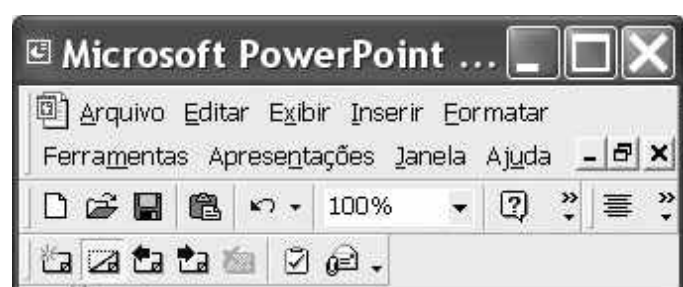 Microsoft PowerPoint ...
Arquivo Editar Exibir Inserir Formatar
Ferramentas Apresentações Janela Ajuda
100%